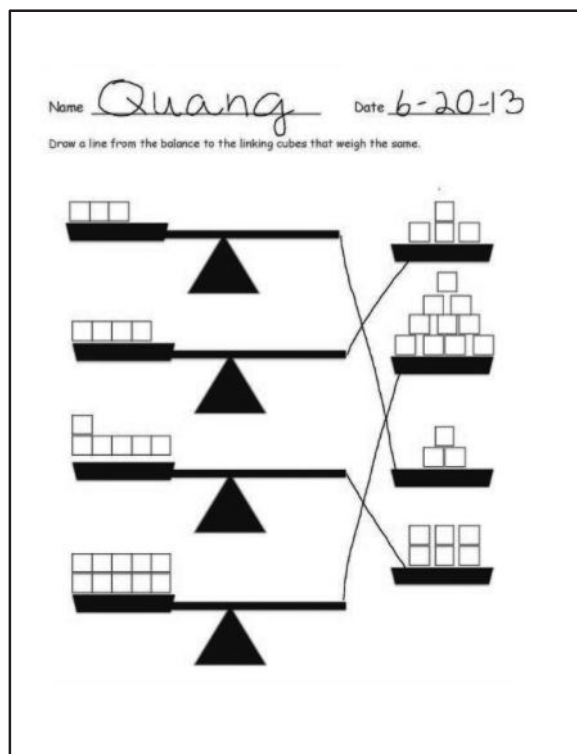 Name Quang Date 6-20-13
Draw a line from the balance to the linking cubes that weigh the same.